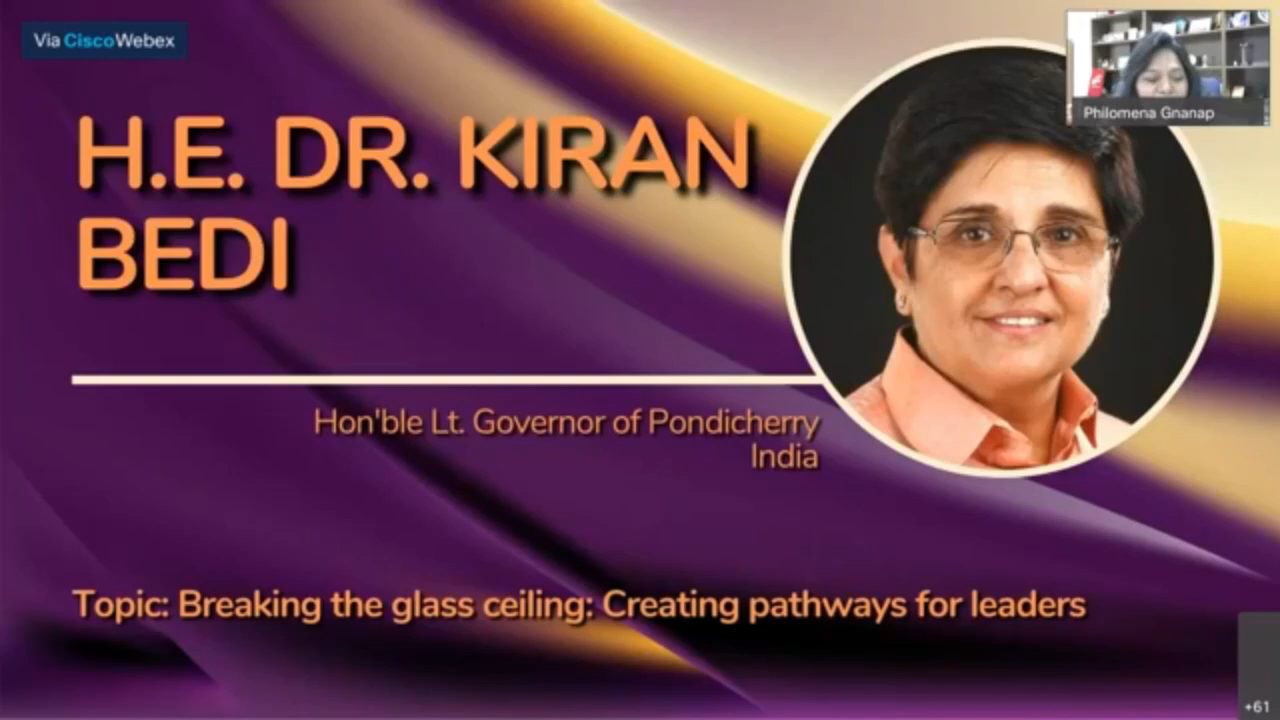 Via CiscoWebex
Philomena Gnanap
H.E. DR. KIRAN
BEDI
Hon'ble Lt. Governor of Pondicherry
India
Topic: Breaking the glass ceiling: Creating pathways for leaders
+61